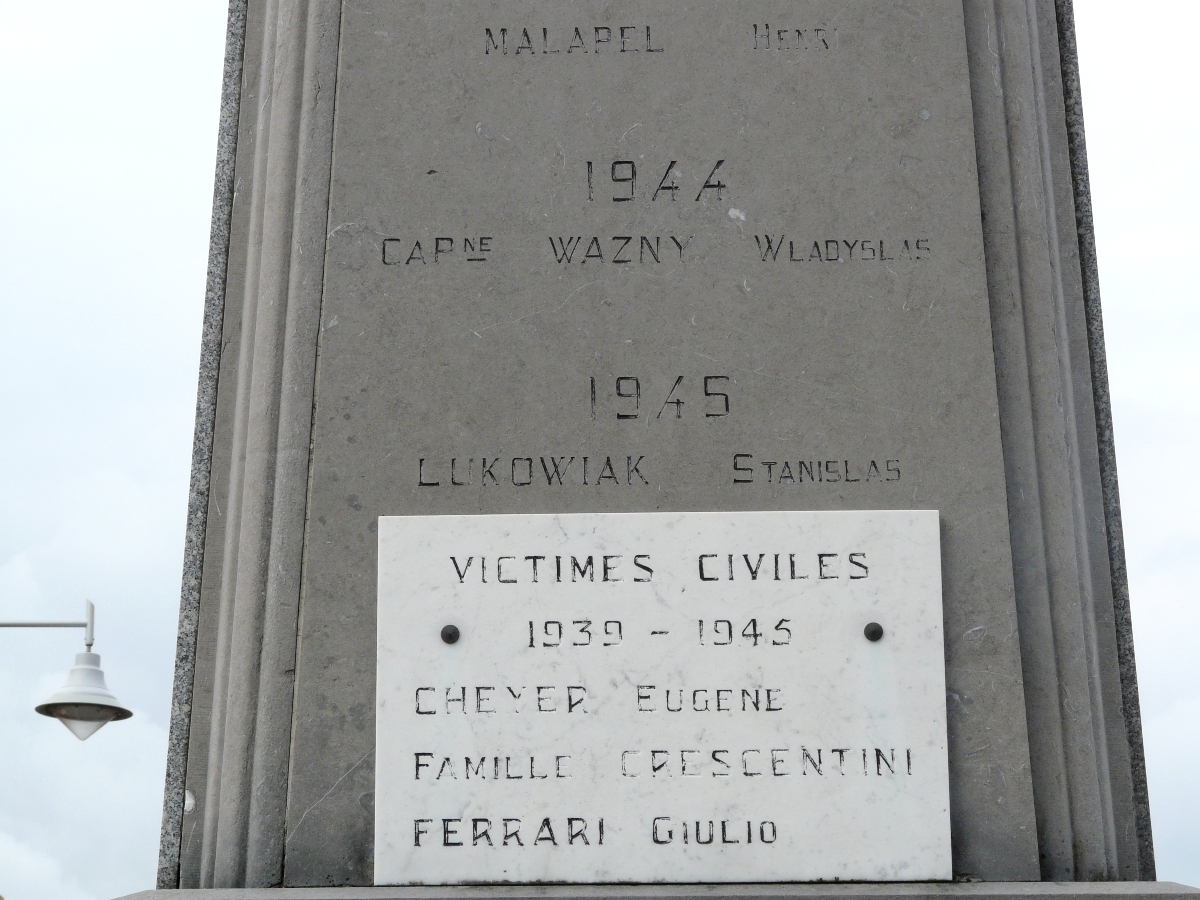 MALAPEL HENRI
1944
CAPNE WAZNY WLADYSLAS
1945
LUKOWIAK STANISLAS
VICTIMES CIVILES
1939 - 1945
CHEYER EUGENE
FAMILLE CRESCENTINI
FERRARI GIULIO